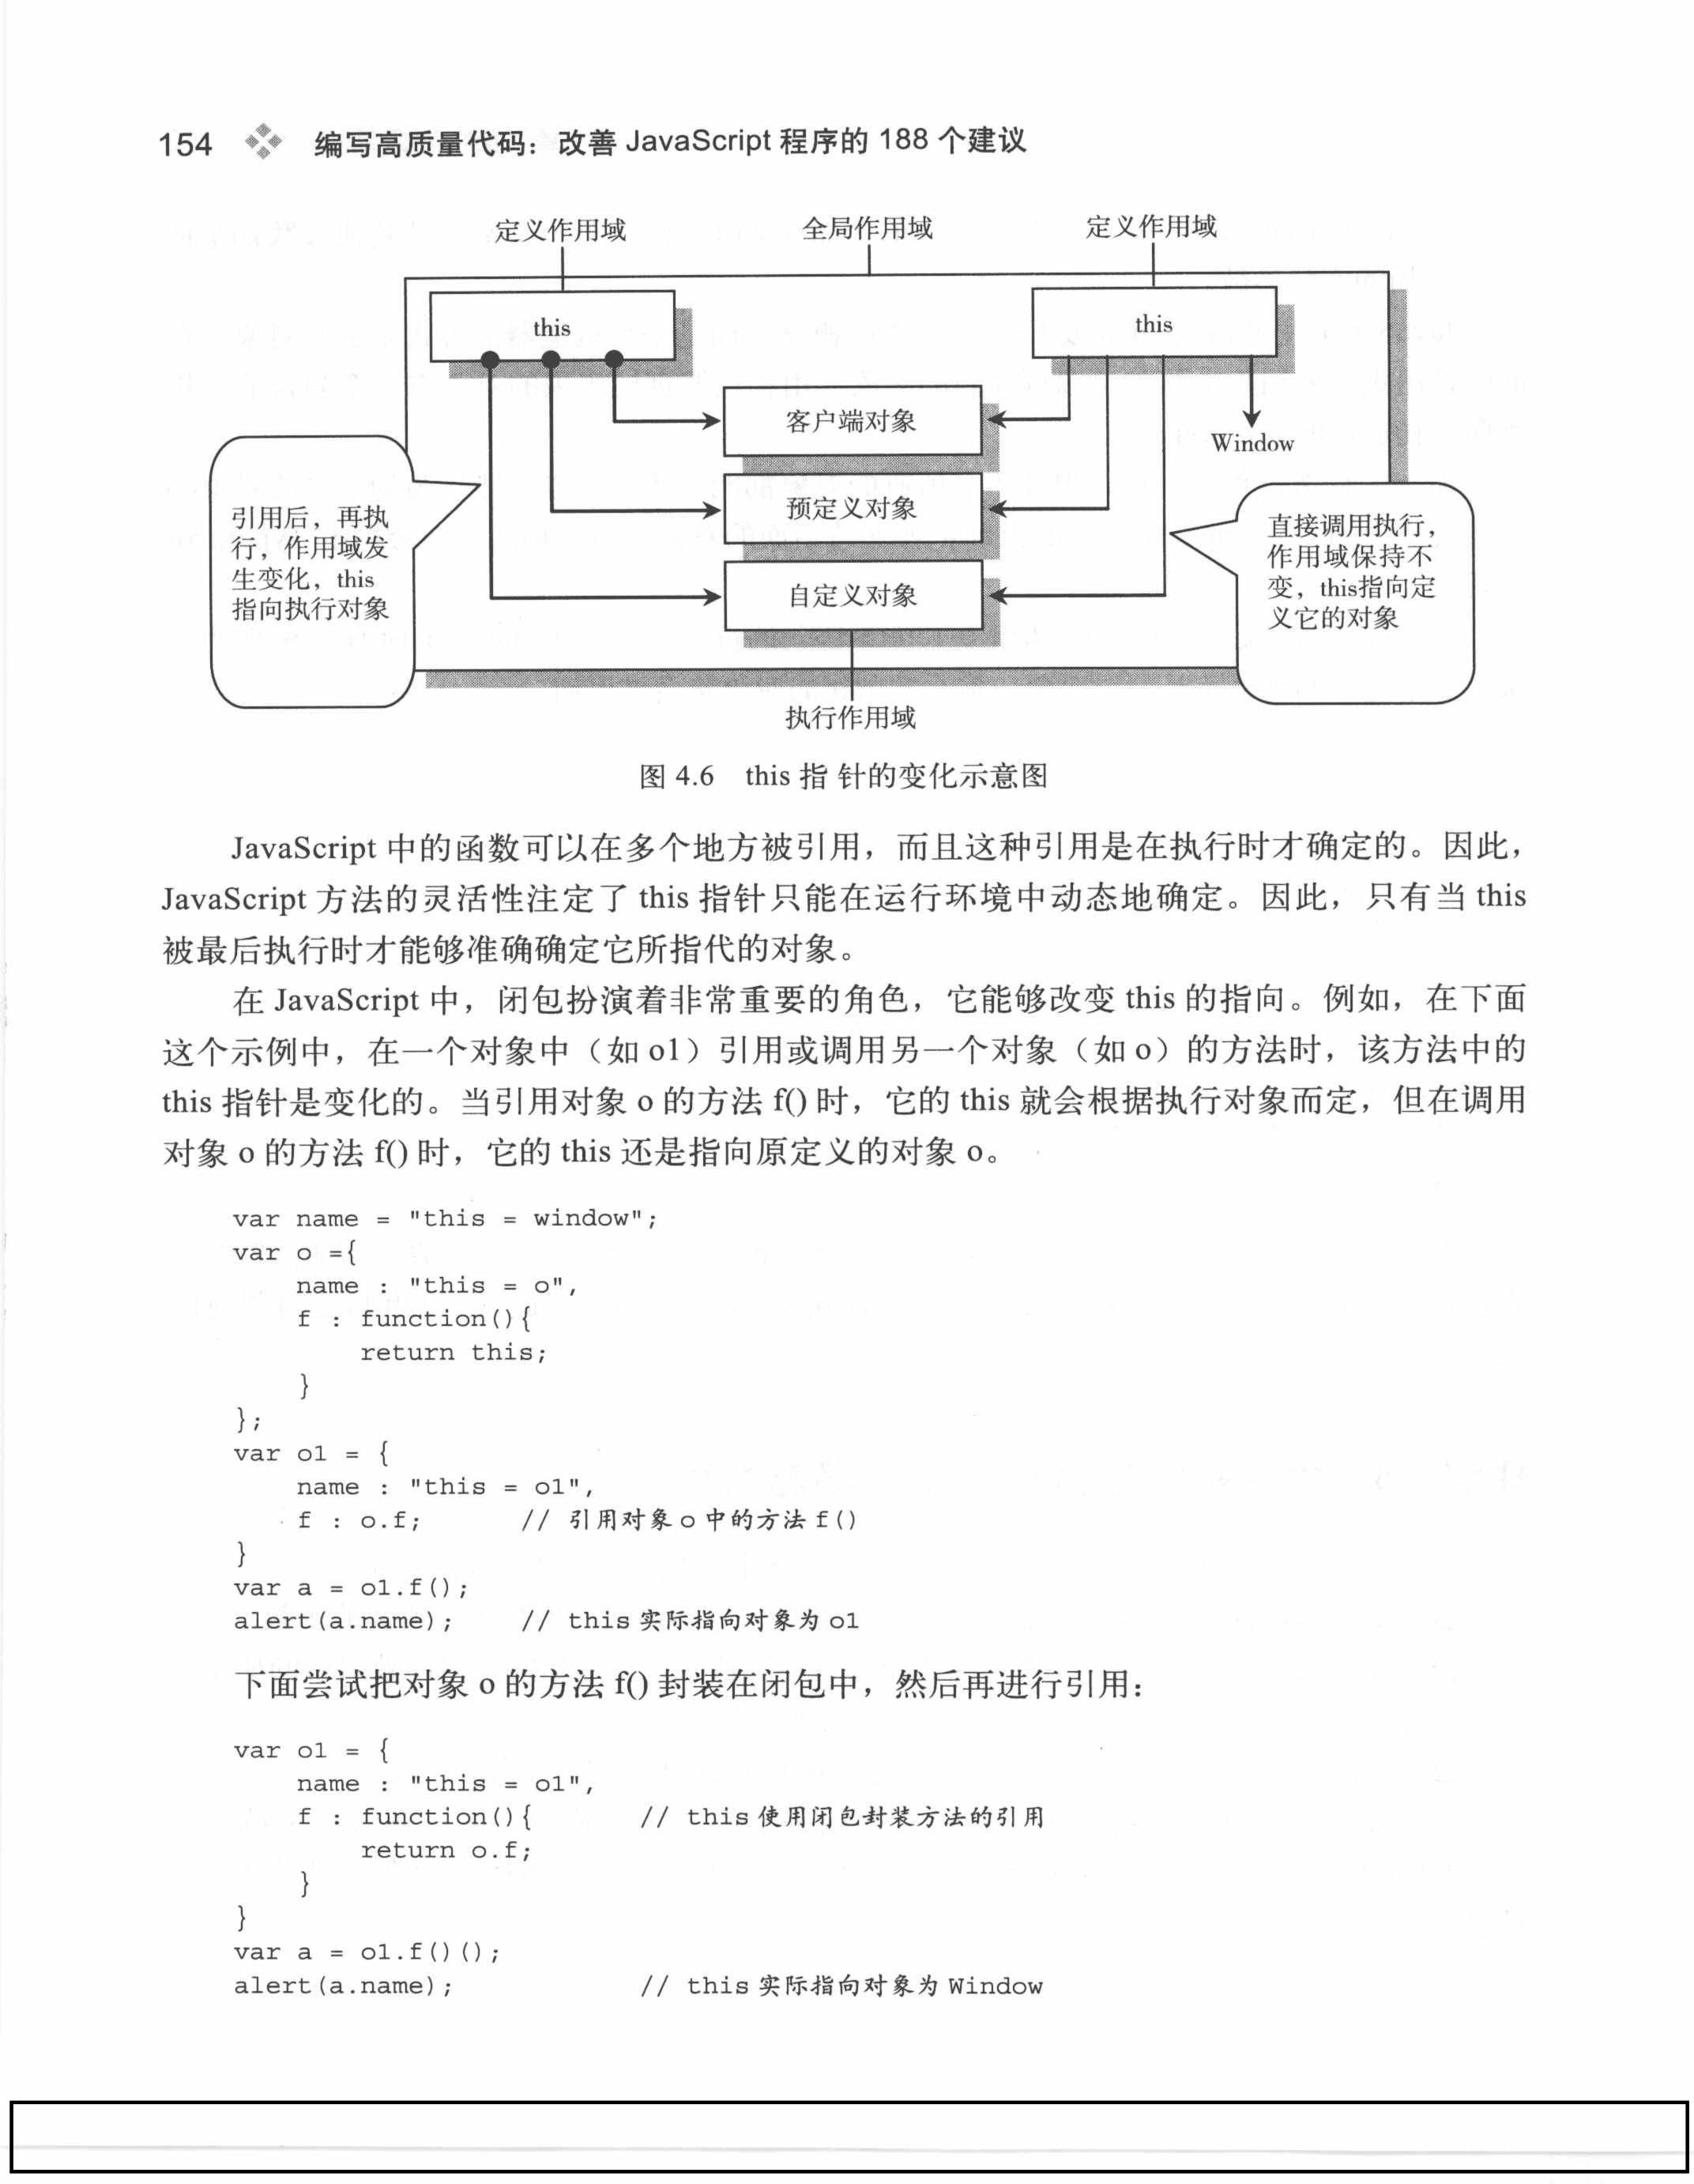 154 编写高质量代码：改善 JavaScript 程序的 188 个建议
定义作用域 全局作用域 定义作用域
this this
客户端对象
Window
预定义对象
自定义对象
引用后，再执
行，作用域发
生变化，this
指向执行对象
直接调用执行，
作用域保持不
变，this指向定
义它的对象
执行作用域
图 4.6 this 指 针的变化示意图
JavaScript 中的函数可以在多个地方被引用，而且这种引用是在执行时才确定的。因此，
JavaScript 方法的灵活性注定了 this 指针只能在运行环境中动态地确定。因此，只有当 this
被最后执行时才能够准确确定它所指代的对象。
在 JavaScript 中，闭包扮演着非常重要的角色，它能够改变 this 的指向。例如，在下面
这个示例中，在一个对象中（如 o1）引用或调用另一个对象（如 o）的方法时，该方法中的
this 指针是变化的。当引用对象 o 的方法 f() 时，它的 this 就会根据执行对象而定，但在调用
对象 o 的方法 f() 时，它的 this 还是指向原定义的对象 o。
var name = "this = window";
var o ={
    name : "this = o",
    f : function(){
        return this;
    }
};
var o1 = {
    name : "this = o1",
    f : o.f;      // 引用对象 o 中的方法 f()
}
var a = o1.f();
alert(a.name);    // this 实际指向对象为 o1
下面尝试把对象 o 的方法 f() 封装在闭包中，然后再进行引用：
var o1 = {
    name : "this = o1",
    f : function(){       // this 使用闭包封装方法的引用
        return o.f;
    }
}
var a = o1.f()();
alert(a.name);            // this 实际指向对象为 Window